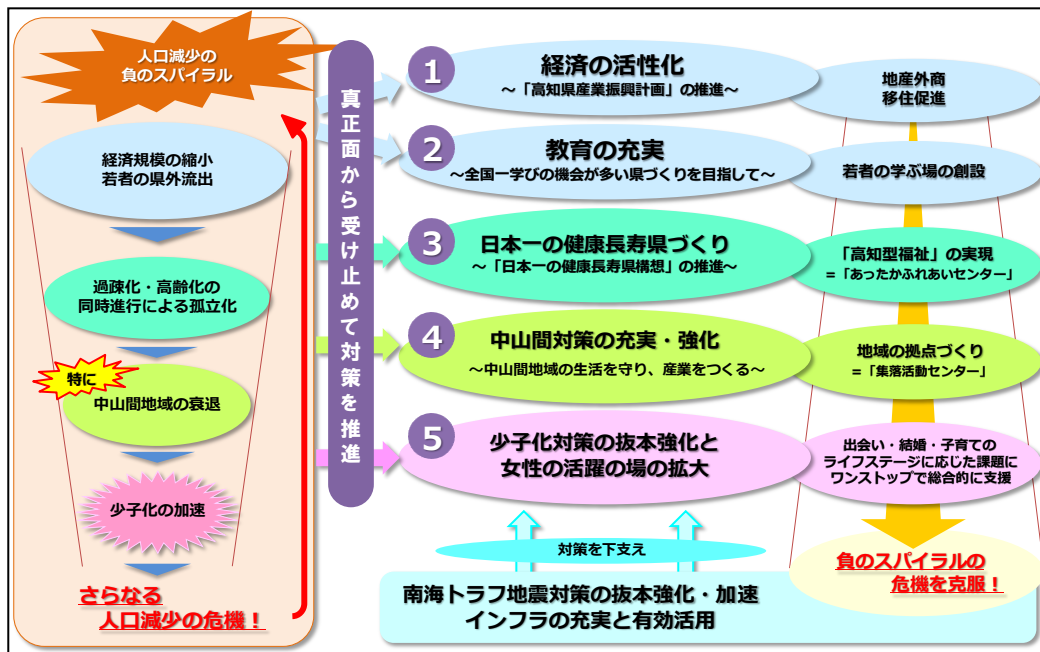 人口減少の
負のスパイラル
経済規模の縮小
若者の県外流出
過疎化・高齢化の
同時進行による孤立化
特に
中山間地域の衰退
少子化の加速
さらなる
人口減少の危機！
真正面から受け止めて対策を推進
1
経済の活性化
～「高知県産業振興計画」の推進～
地産外商
移住促進
2
教育の充実
～全国一学びの機会が多い県づくりを目指して～
若者の学ぶ場の創設
3
日本一の健康長寿県づくり
～「日本一の健康長寿県構想」の推進～
「高知型福祉」の実現
＝「あったかふれあいセンター」
4
中山間対策の充実・強化
～中山間地域の生活を守り、産業をつくる～
地域の拠点づくり
＝「集落活動センター」
5
少子化対策の抜本強化と
女性の活躍の場の拡大
出会い・結婚・子育ての
ライフステージに応じた課題に
ワンストップで総合的に支援
対策を下支え
南海トラフ地震対策の抜本強化・加速
インフラの充実と有効活用
負のスパイラルの
危機を克服！